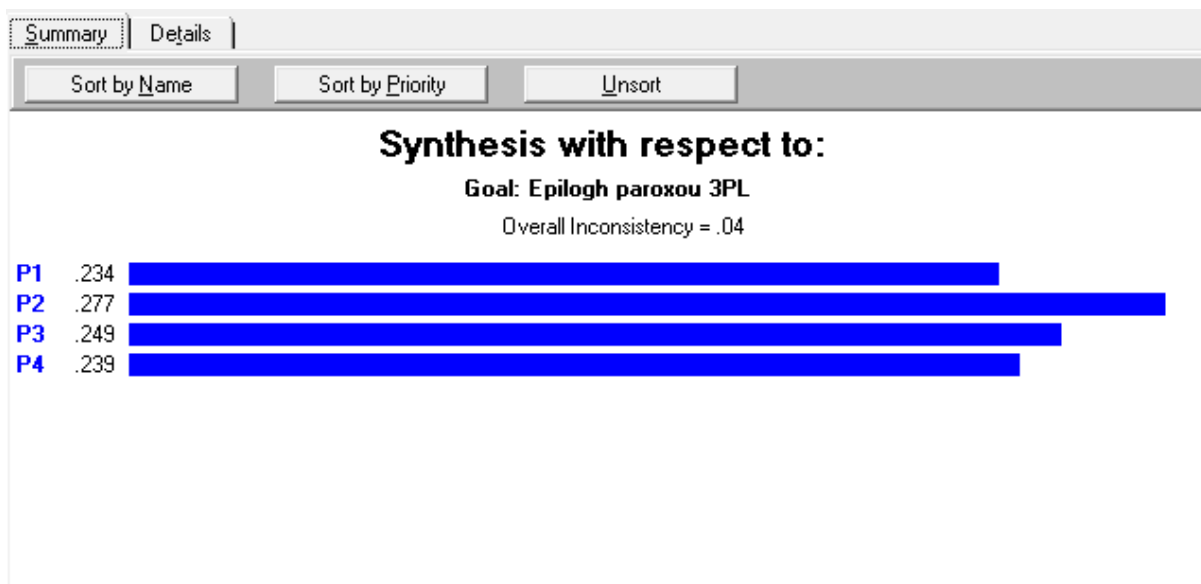 Summary Details
Sort by Name Sort by Priority Unsort
Synthesis with respect to:
Goal: Epilogh paroxou 3PL
Overall Inconsistency = .04
P1 .234
P2 .277
P3 .249
P4 .239